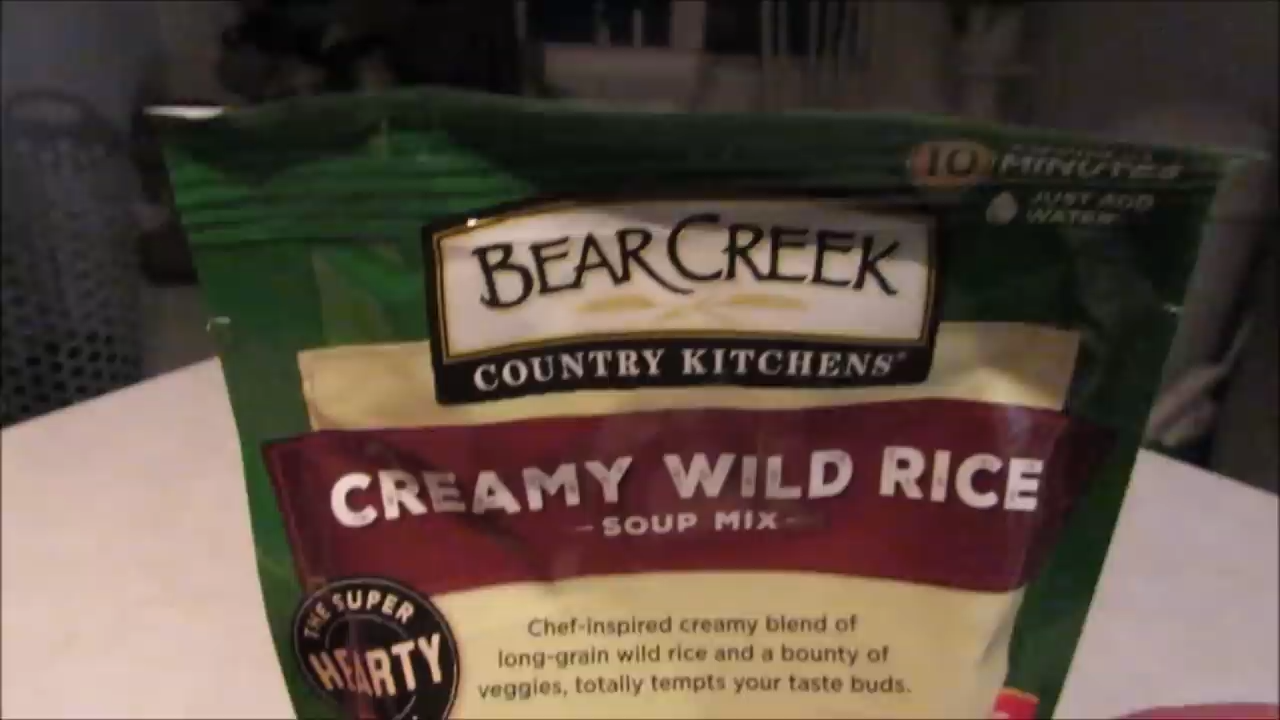 10
MINUTES
JUST ADD
WATER
BEAR CREEK
COUNTRY KITCHENS®
CREAMY WILD RICE
- SOUP MIX -
THE SUPER
HEARTY
Chef-inspired creamy blend of
long-grain wild rice and a bounty of
veggies, totally tempts your taste buds.